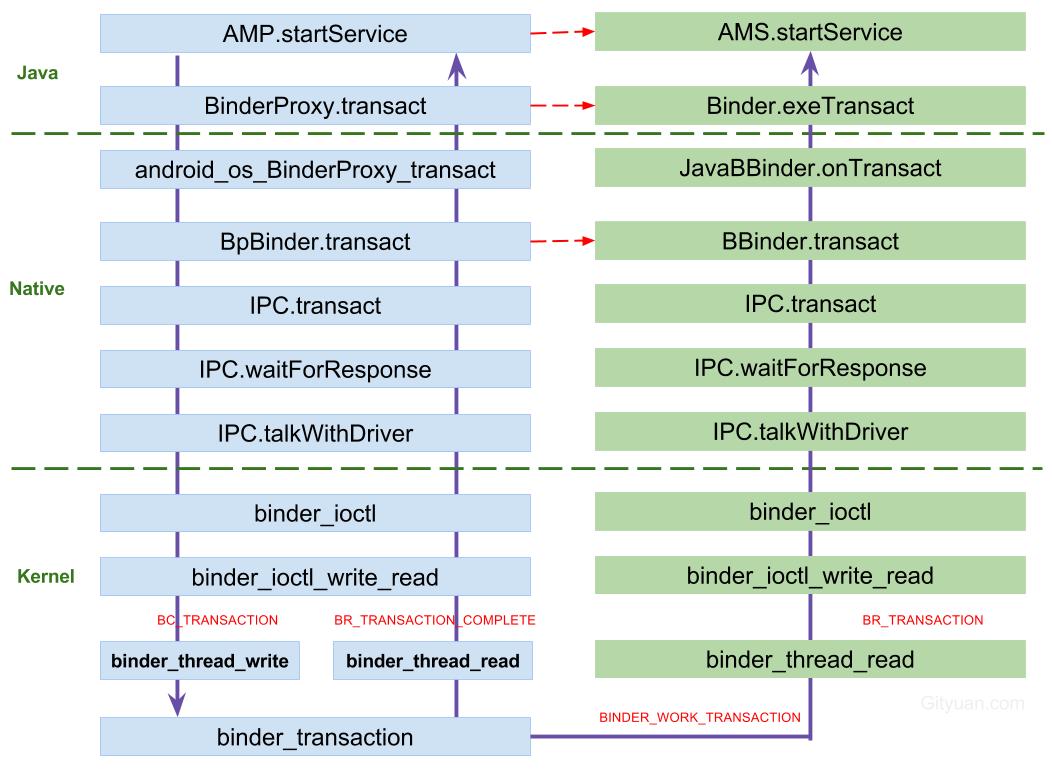 AMP.startService
AMS.startService
Java
BinderProxy.transact
Binder.exeTransact
android_os_BinderProxy_transact
JavaBBinder.onTransact
BpBinder.transact
BBinder.transact
Native
IPC.transact
IPC.transact
IPC.waitForResponse
IPC.waitForResponse
IPC.talkWithDriver
IPC.talkWithDriver
binder_ioctl
binder_ioctl
Kernel
binder_ioctl_write_read
binder_ioctl_write_read
BC_TRANSACTION
BR_TRANSACTION_COMPLETE
BR_TRANSACTION
binder_thread_write
binder_thread_read
binder_thread_read
Gityuan.com
BINDER_WORK_TRANSACTION
binder_transaction